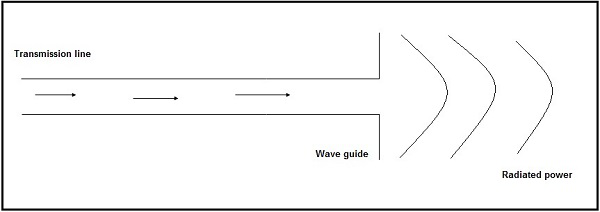 Transmission line
Wave guide
Radiated power